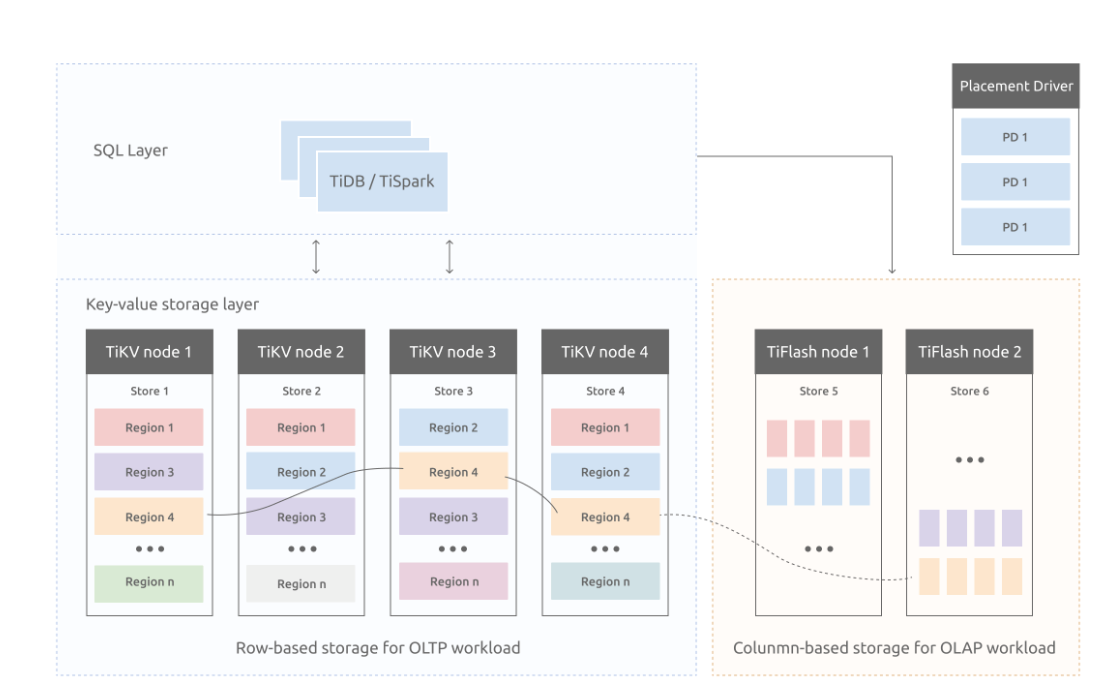 Placement Driver
PD 1
PD 1
PD 1
SQL Layer
TiDB / TiSpark
Key-value storage layer
TiKV node 1
Store 1
Region 1
Region 3
Region 4
•••
Region n
TiKV node 2
Store 2
Region 1
Region 2
Region 3
•••
Region n
TiKV node 3
Store 3
Region 2
Region 4
Region 3
•••
Region n
TiKV node 4
Store 4
Region 1
Region 2
Region 4
•••
Region n
Row-based storage for OLTP workload
TiFlash node 1
Store 5
•••
TiFlash node 2
Store 6
•••
Colunmn-based storage for OLAP workload